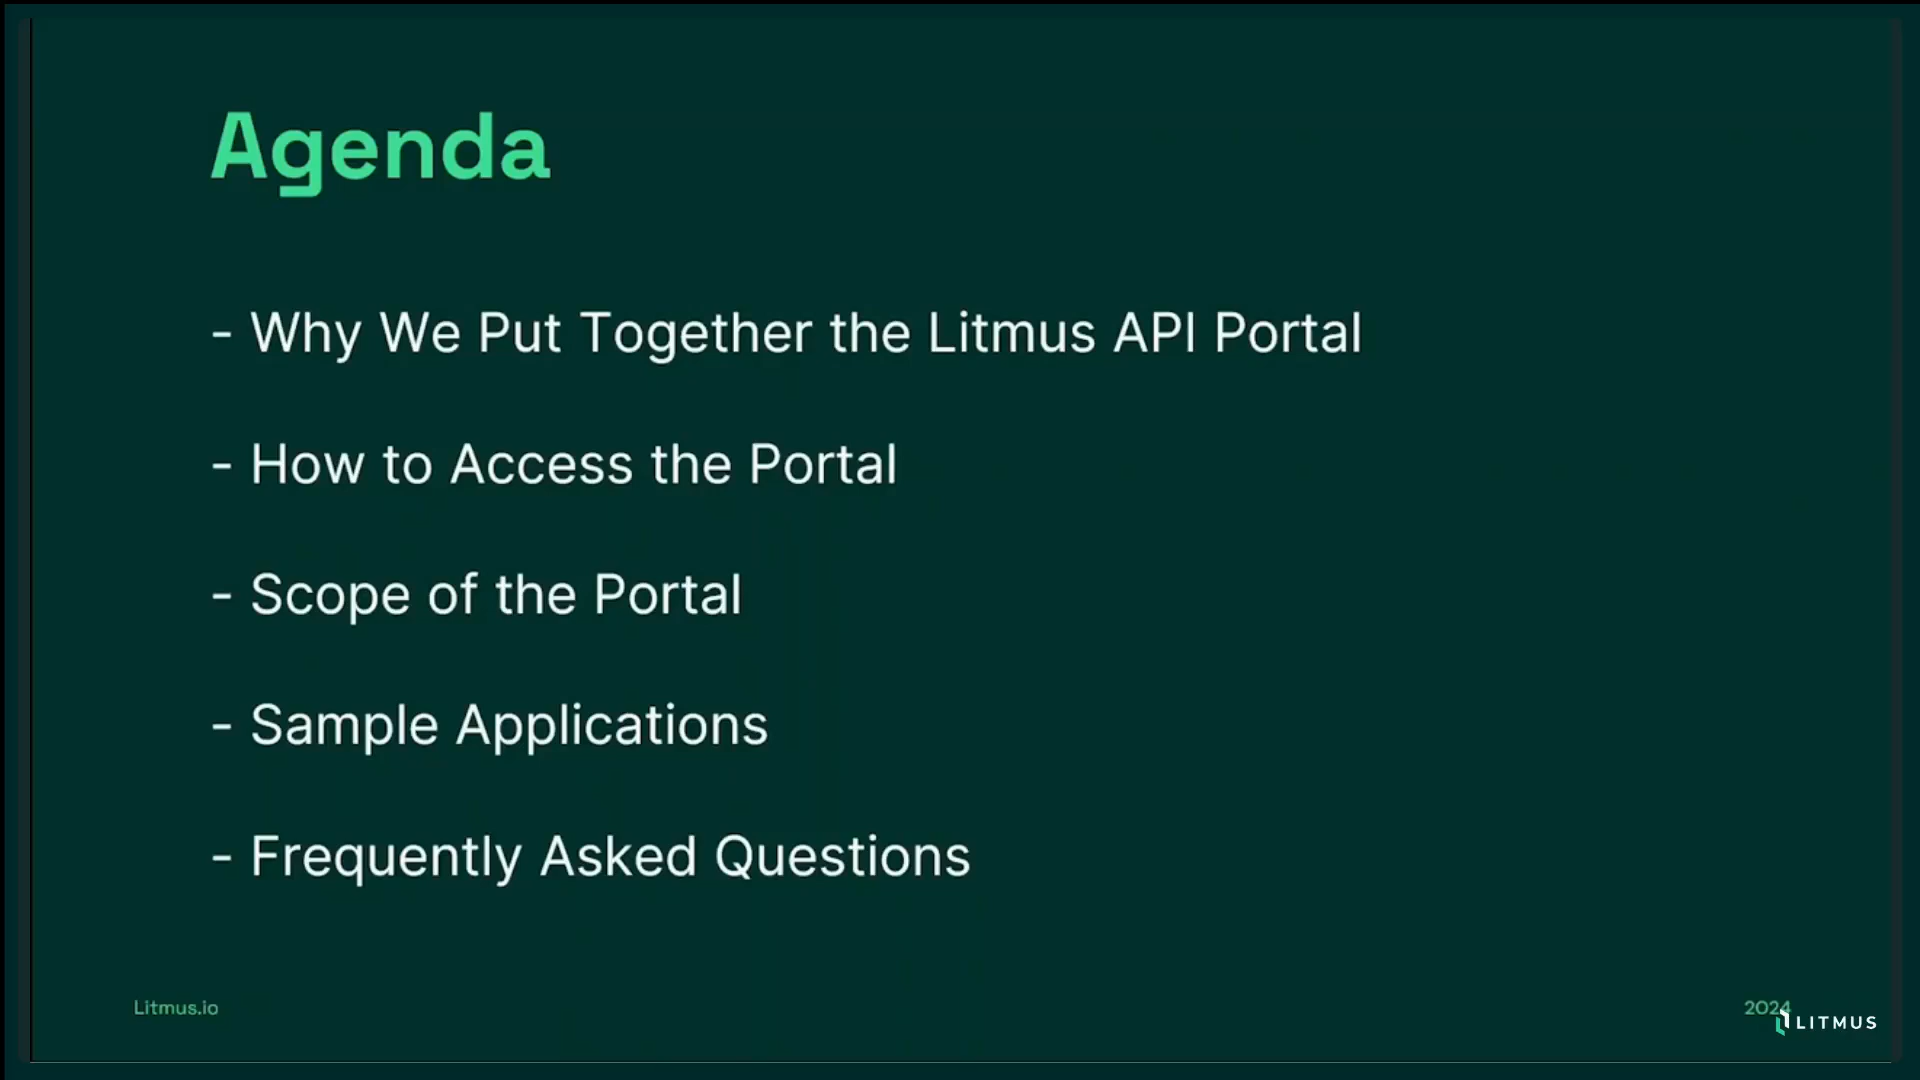 Agenda
- Why We Put Together the Litmus API Portal
- How to Access the Portal
- Scope of the Portal
- Sample Applications
- Frequently Asked Questions
Litmus.io
2024
LITMUS